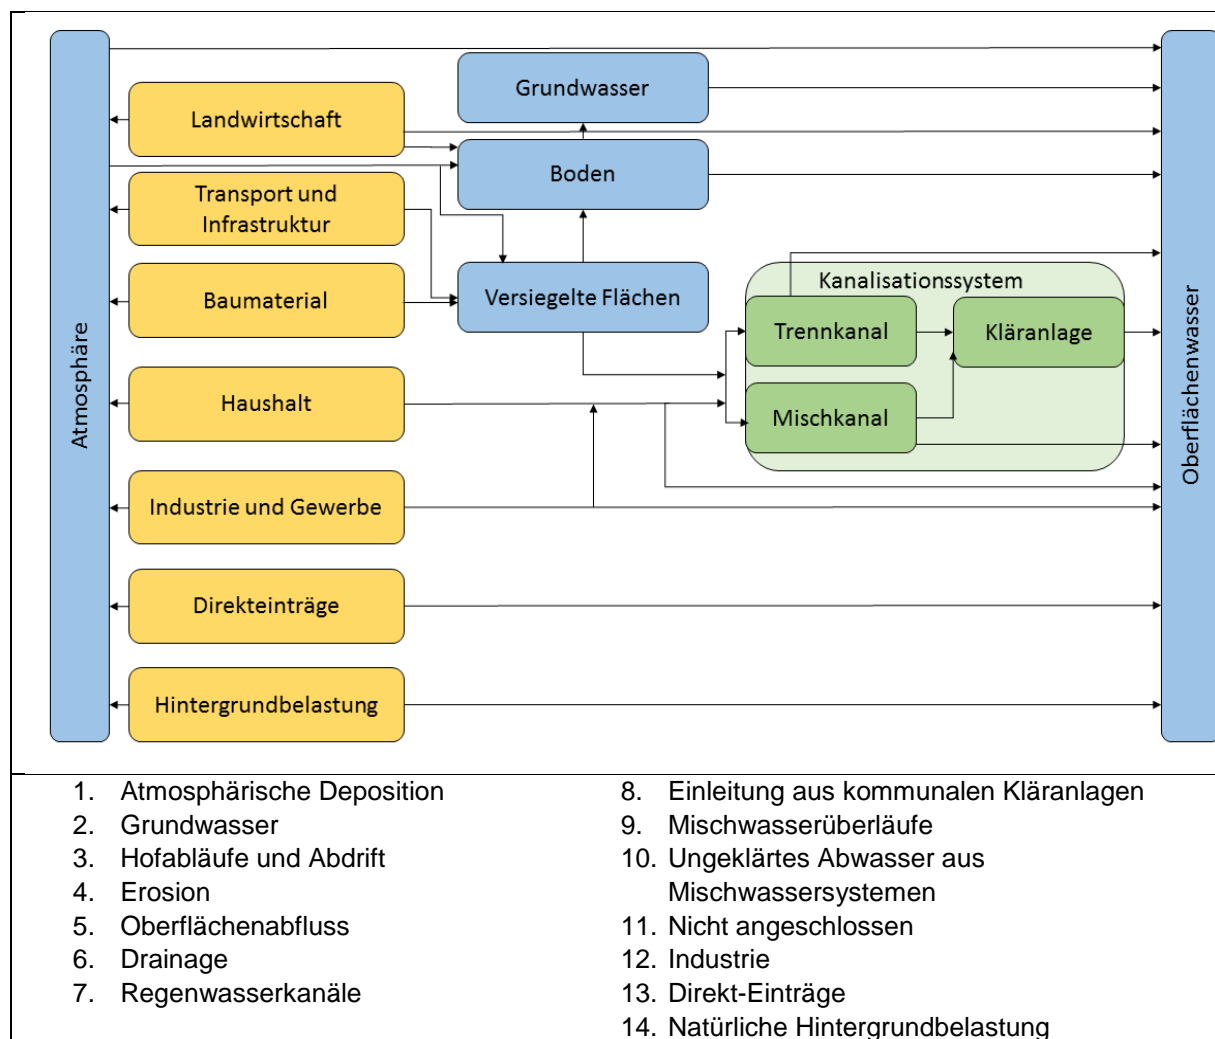 Atmosphäre
Landwirtschaft
Transport und
Infrastruktur
Baumaterial
Haushalt
Industrie und Gewerbe
Direkteinträge
Hintergrundbelastung
Grundwasser
Boden
Versiegelte Flächen
Kanalisationssystem
Trennkanal
Kläranlage
Mischkanal
Oberflächenwasser
1. Atmosphärische Deposition
2. Grundwasser
3. Hofabläufe und Abdrift
4. Erosion
5. Oberflächenabfluss
6. Drainage
7. Regenwasserkanäle
8. Einleitung aus kommunalen Kläranlagen
9. Mischwasserüberläufe
10. Ungeklärtes Abwasser aus
Mischwassersystemen
11. Nicht angeschlossen
12. Industrie
13. Direkt-Einträge
14. Natürliche Hintergrundbelastung